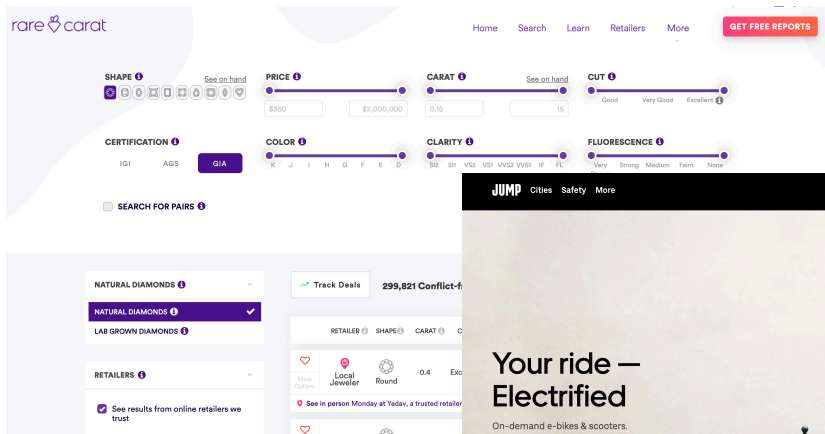 rare carat
Home Search Learn Retailers More
GET FREE REPORTS
SHAPE See on hand
PRICE
CARAT See on hand
CUT
$350 $2,000,000
0.15 15
Good Very Good Excellent
CERTIFICATION
COLOR
CLARITY
FLUORESCENCE
IGI AGS GIA
K J I H G F E D
SI2 SI1 VS2 VS1 VVS2 VVS1 IF FL
Very Strong Medium Faint None
SEARCH FOR PAIRS
JUMP Cities Safety More
NATURAL DIAMONDS
NATURAL DIAMONDS
LAB GROWN DIAMONDS
RETAILERS
See results from online retailers we
trust
Track Deals
299,821 Conflict-f
RETAILER SHAPE CARAT C
More
Options
Local
Jeweler
Round
0.4
Exc
See in person Monday at Yadav, a trusted retailer
Your ride —
Electrified
On-demand e-bikes & scooters.